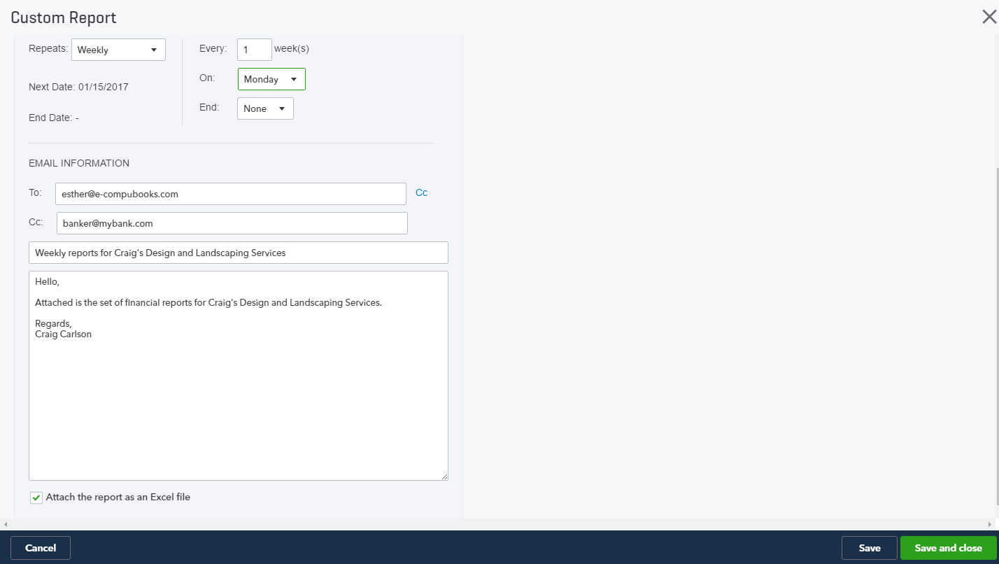 Custom Report
Repeats: Weekly
Every: 1 week(s)
On: Monday
Next Date: 01/15/2017
End: None
End Date: -
EMAIL INFORMATION
To: esther@e-compubooks.com Cc
Cc: banker@mybank.com
Weekly reports for Craig's Design and Landscaping Services
Hello,
Attached is the set of financial reports for Craig's Design and Landscaping Services.
Regards,
Craig Carlson
Attach the report as an Excel file
Cancel Save Save and close